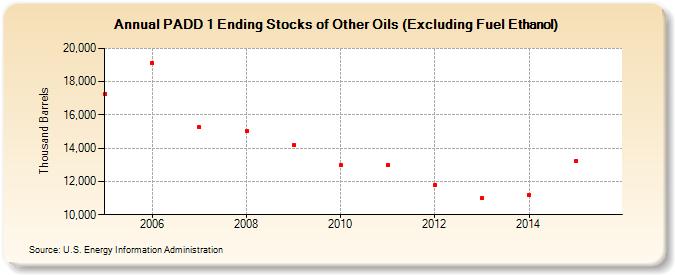 Annual PADD 1 Ending Stocks of Other Oils (Excluding Fuel Ethanol)
Thousand Barrels
20,000
18,000
16,000
14,000
12,000
10,000
2006 2008 2010 2012 2014
Source: U.S. Energy Information Administration